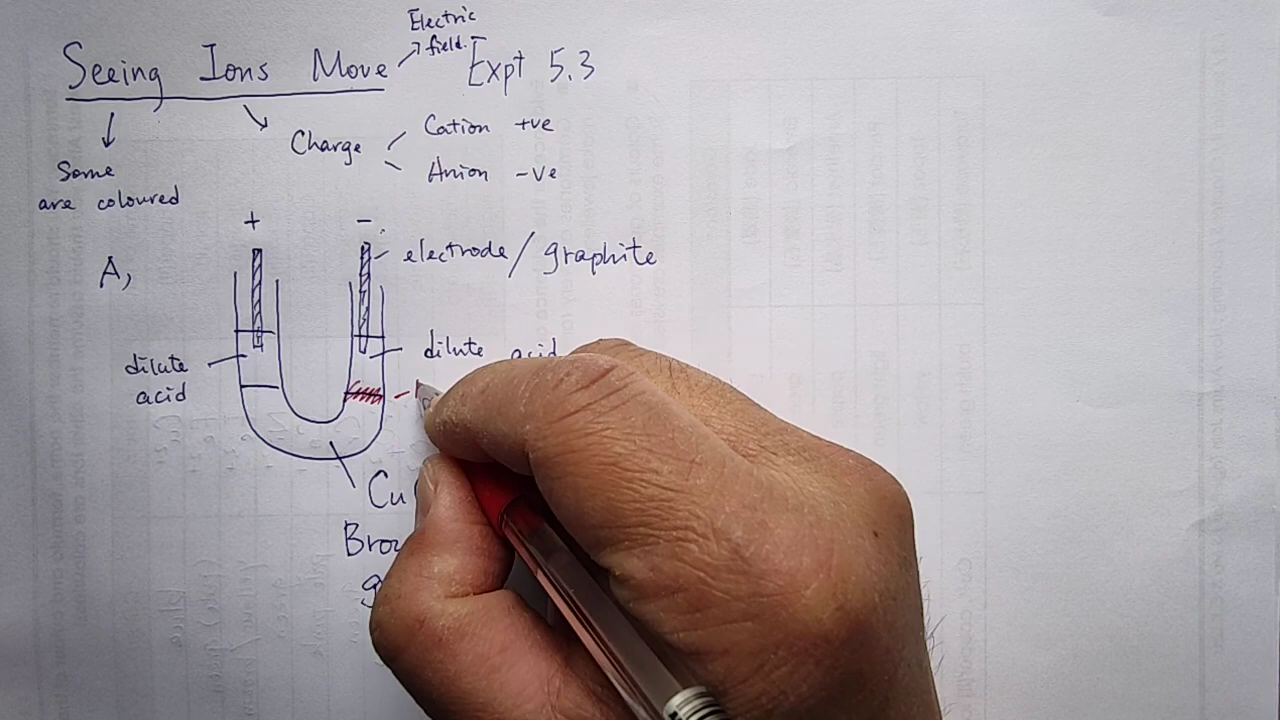 Electric
field.
Seeing Ions Move Expt 5.3
Charge
Cation +ve
Anion -ve
Some
are coloured
+ -
A,
electrode / graphite
dilute
acid
dilute acid
Cu